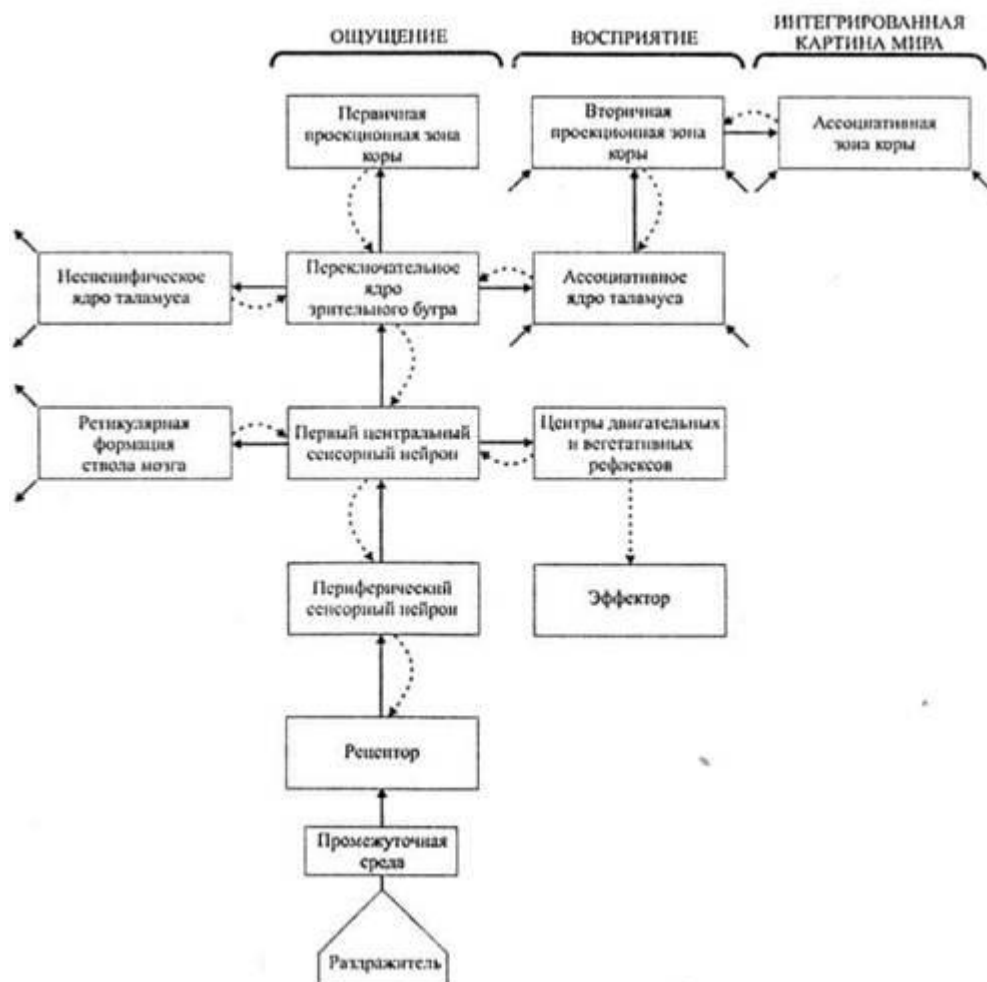 ОЩУЩЕНИЕ
ВОСПРИЯТИЕ
ИНТЕГРИРОВАННАЯ
КАРТИНА МИРА
Первичная
проекционная зона
коры
Вторичная
проекционная зона
коры
Ассоциативная
зона коры
Неспецифическое
ядро таламуса
Переключательное
ядро
зрительного бугра
Ассоциативное
ядро таламуса
Ретикулярная
формация
ствола мозга
Первый центральный
сенсорный нейрон
Центры двигательных
и вегетативных
рефлексов
Периферический
сенсорный нейрон
Эффектор
Рецептор
Промежуточная
среда
Раздражитель